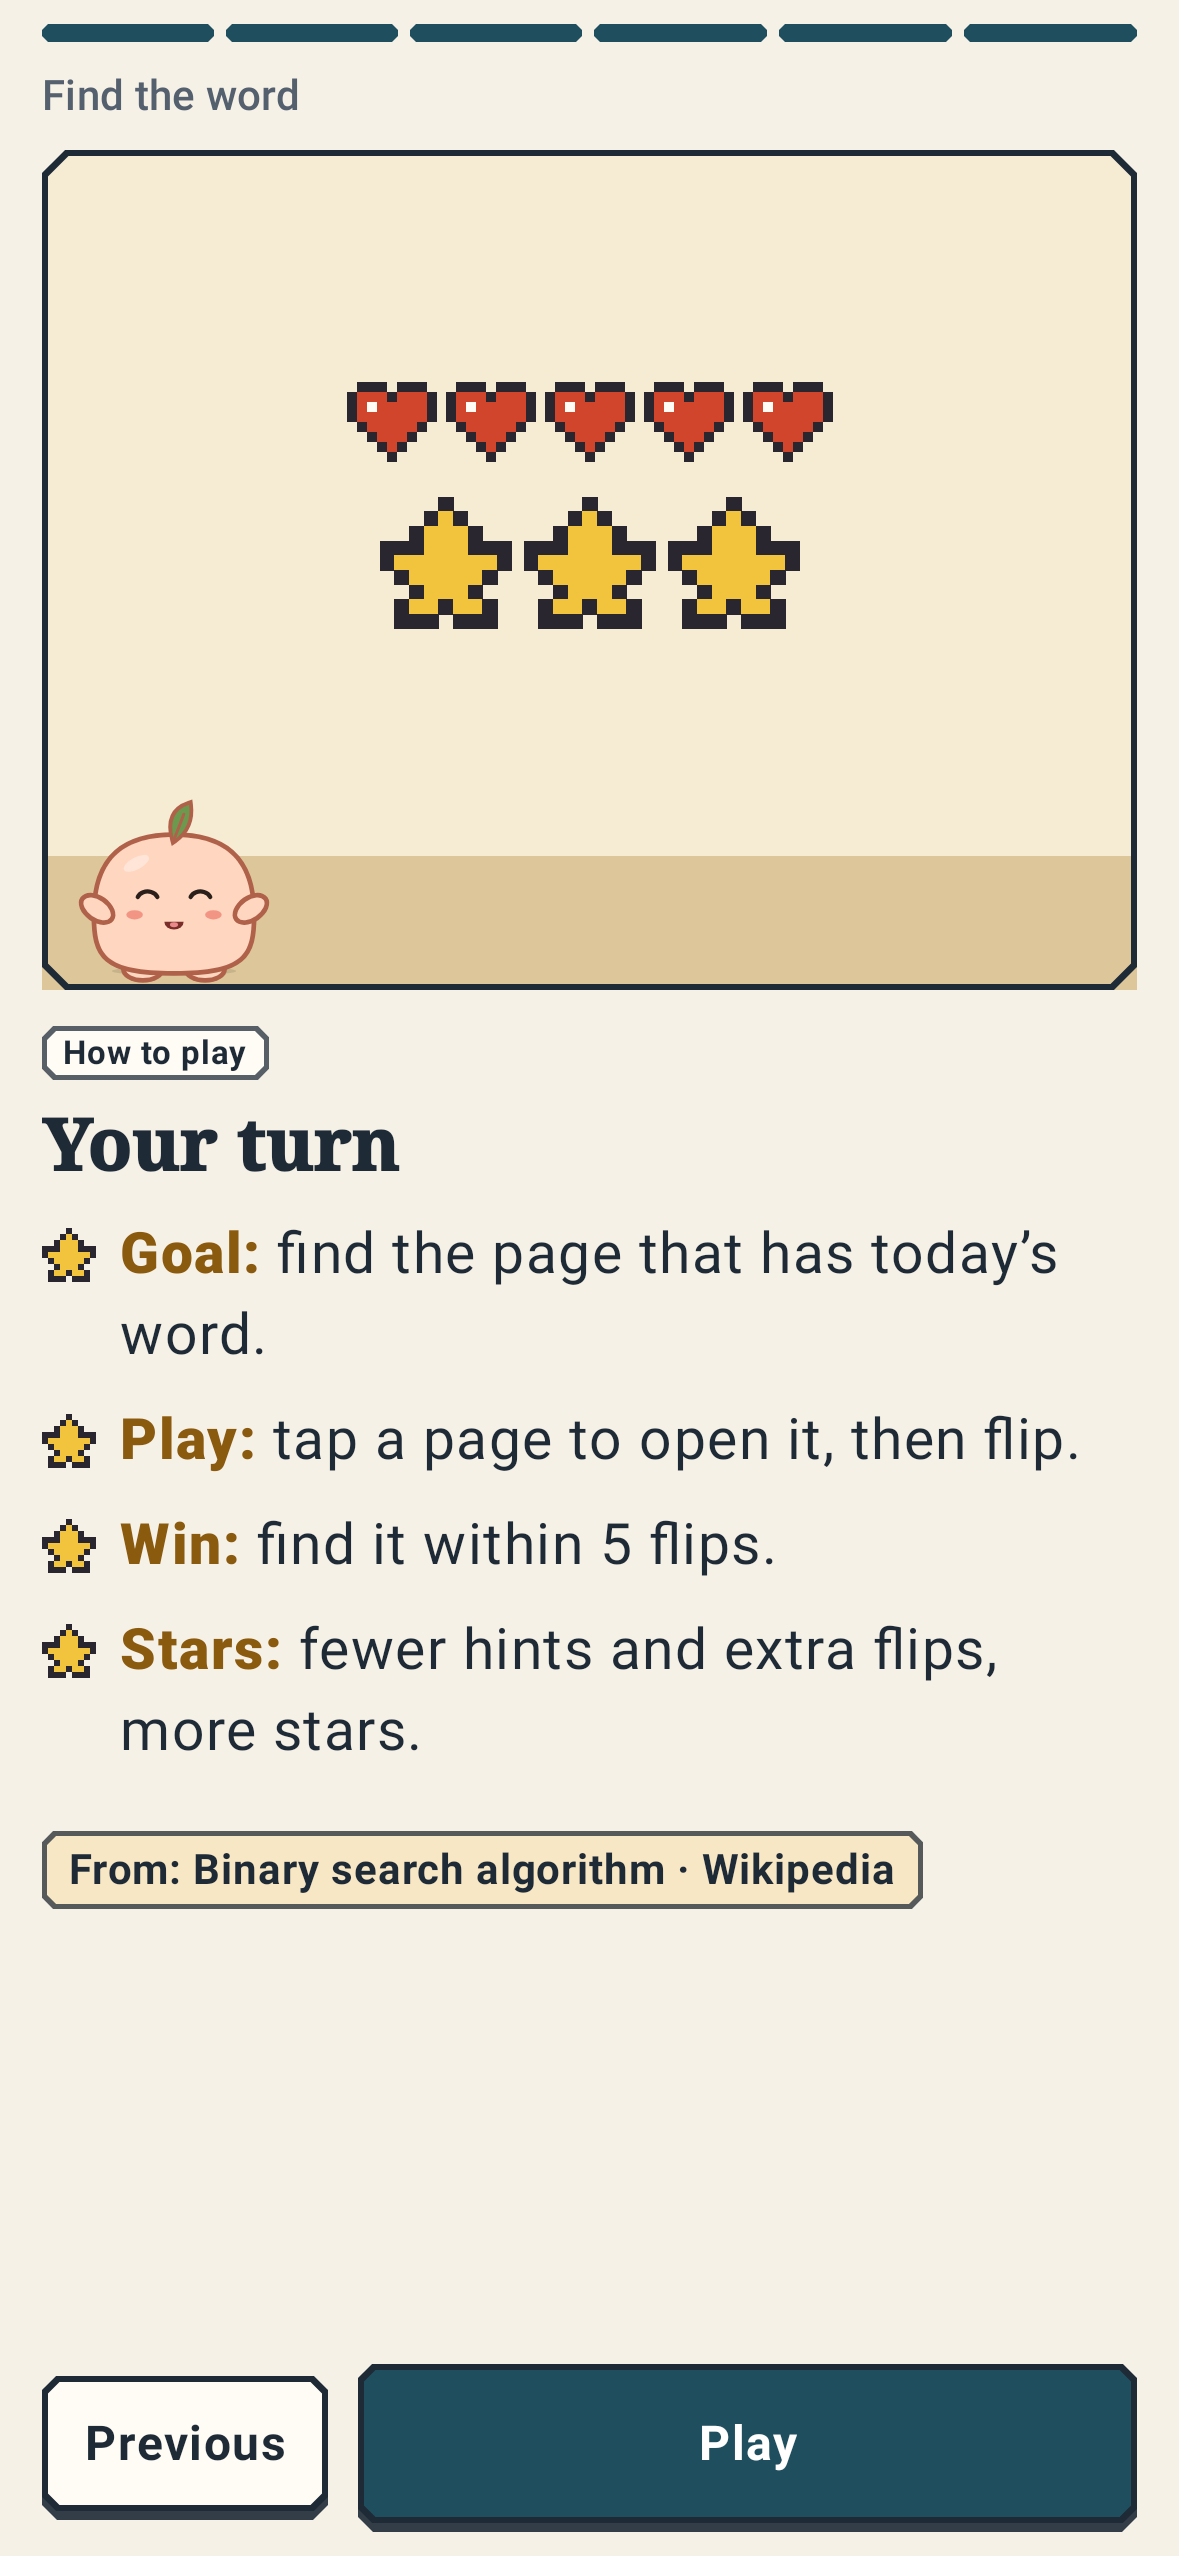 Find the word
How to play
Your turn
Goal: find the page that has today’s
word.
Play: tap a page to open it, then flip.
Win: find it within 5 flips.
Stars: fewer hints and extra flips,
more stars.
From: Binary search algorithm · Wikipedia
Previous
Play